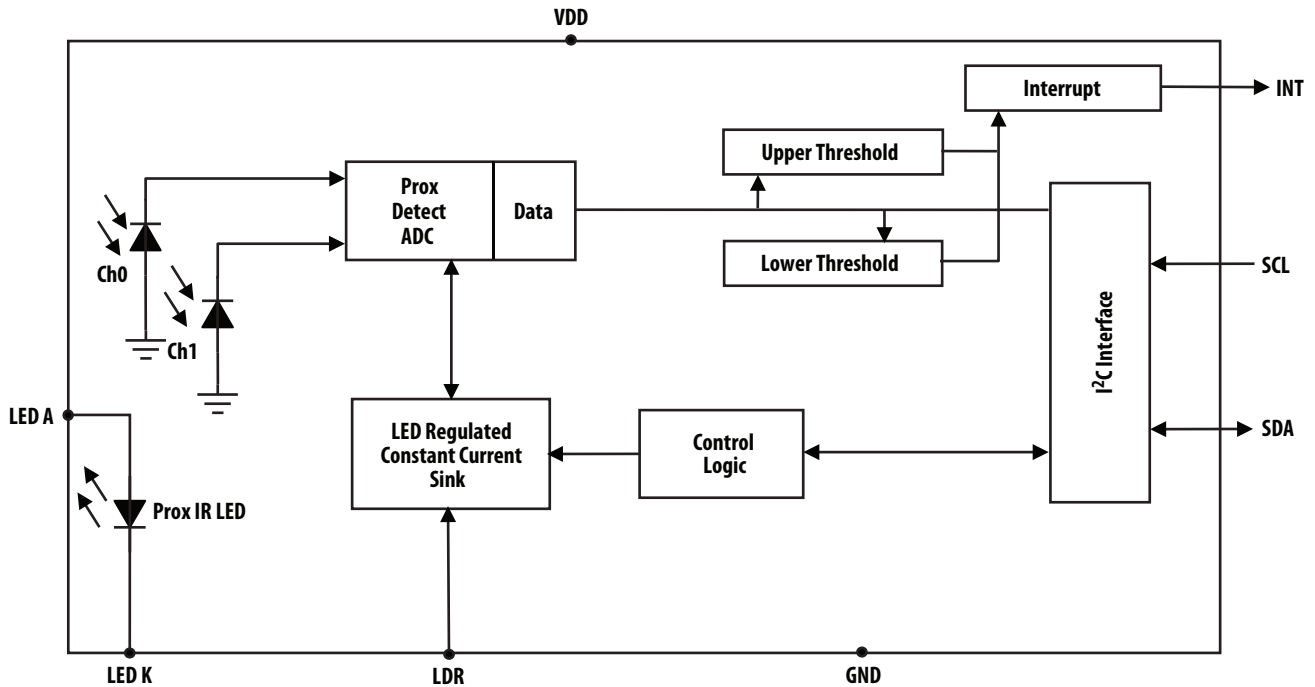 VDD
Interrupt
INT
Upper Threshold
Prox
Detect
ADC
Data
Lower Threshold
SCL
Ch0
Ch1
I²C Interface
LED A
LED Regulated
Constant Current
Sink
Control
Logic
SDA
Prox IR LED
LED K
LDR
GND